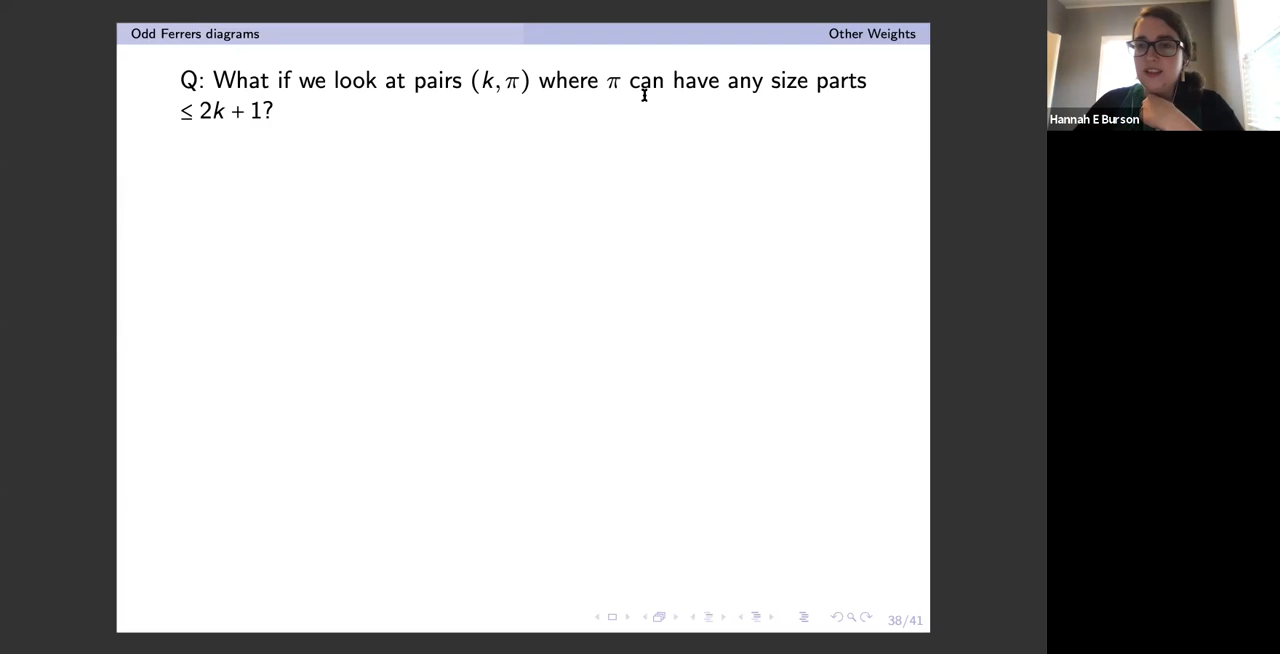 Odd Ferrers diagrams
Other Weights
Q: What if we look at pairs (k, π) where π can have any size parts
≤ 2k + 1?
38/41
Hannah E Burson